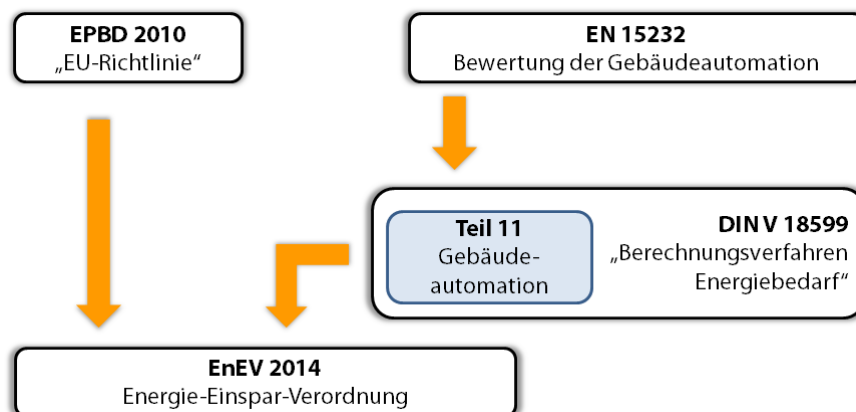 EPBD 2010
„EU-Richtlinie“
EN 15232
Bewertung der Gebäudeautomation
Teil 11
Gebäude-
automation
DIN V 18599
„Berechnungsverfahren
Energiebedarf“
EnEV 2014
Energie-Einspar-Verordnung